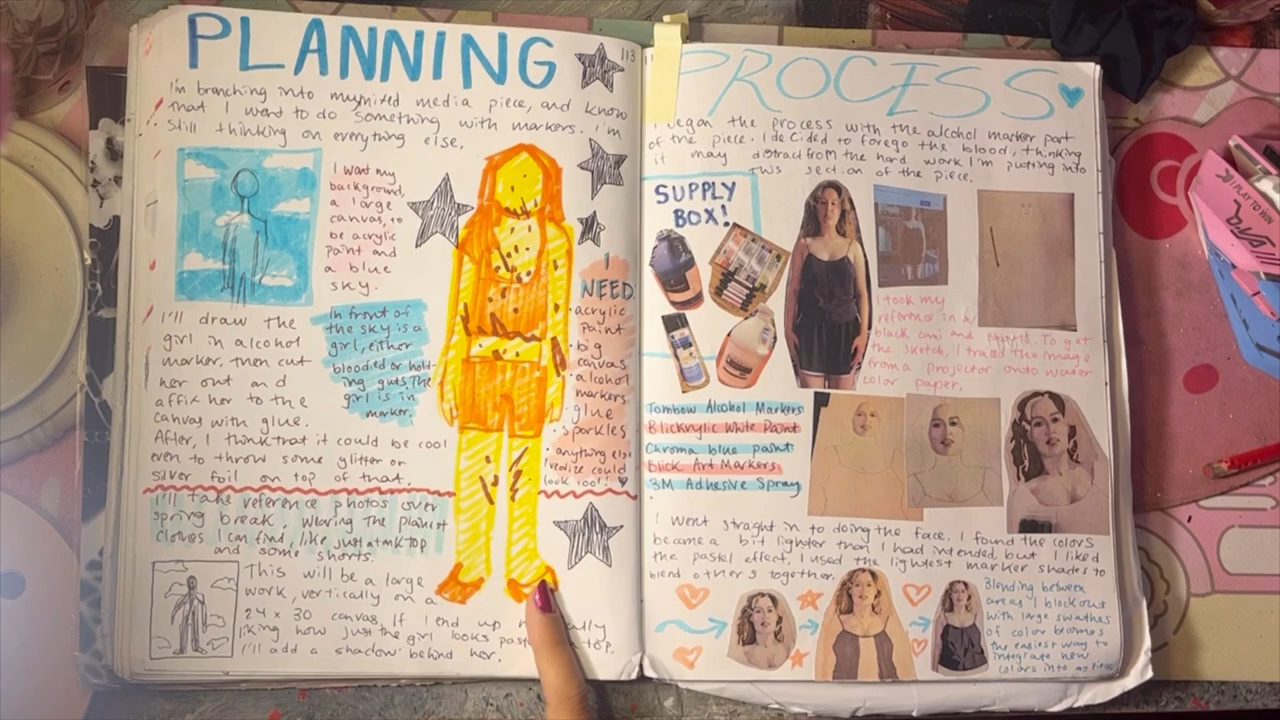 PLANNING
113
I'm branching into my mixed media piece, and know
that I want to do something with markers. I'm
still thinking on everything else.
I want my
background,
a large
canvas, to
be acrylic
paint and
a blue
sky.
I'll draw the
girl in alcohol
marker, then cut
her out and
affix her to the
canvas with glue.
After, I think that it could be cool
even to throw some glitter or
silver foil on top of that.
In front of
the sky is a
girl, either
bloodied or hold-
ing guts. The
girl is in
marker.
I
NEED
• acrylic
paint
• big
canvas
• alcohol
markers
• glue
• sparkles
• anything else
I realize could
look cool!
I'll take reference photos over
spring break, wearing the plainest
clothes I can find, like just a tnk top
and some shorts.
This will be a large
work, vertically on a
24 x 30 canvas. If I end up
liking how just the girl looks top,
I'll add a shadow behind her.
PROCESS
I began the process with the alcohol marker part
of the piece. I decided to forego the blood, thinking
it may distract from the hard work I'm putting into
this section of the piece.
SUPPLY
BOX!
I took my
reference in a
black cami and . To get
the sketch, I traced the image
from a projector onto
color paper.
Tombow Alcohol Markers
Blickrylic White Paint
Chroma blue paint
Blick Art Markers
3M Adhesive Spray
I went straight in to doing the face. I found the colors
became a bit lighter than I had intended, but I liked
the pastel effect. I used the lightest marker shades to
blend others together.
Blending between
areas I block out
with large swathes
of color becomes
the easiest way to
integrate new
colors into my piece
I PLAY TO WIN